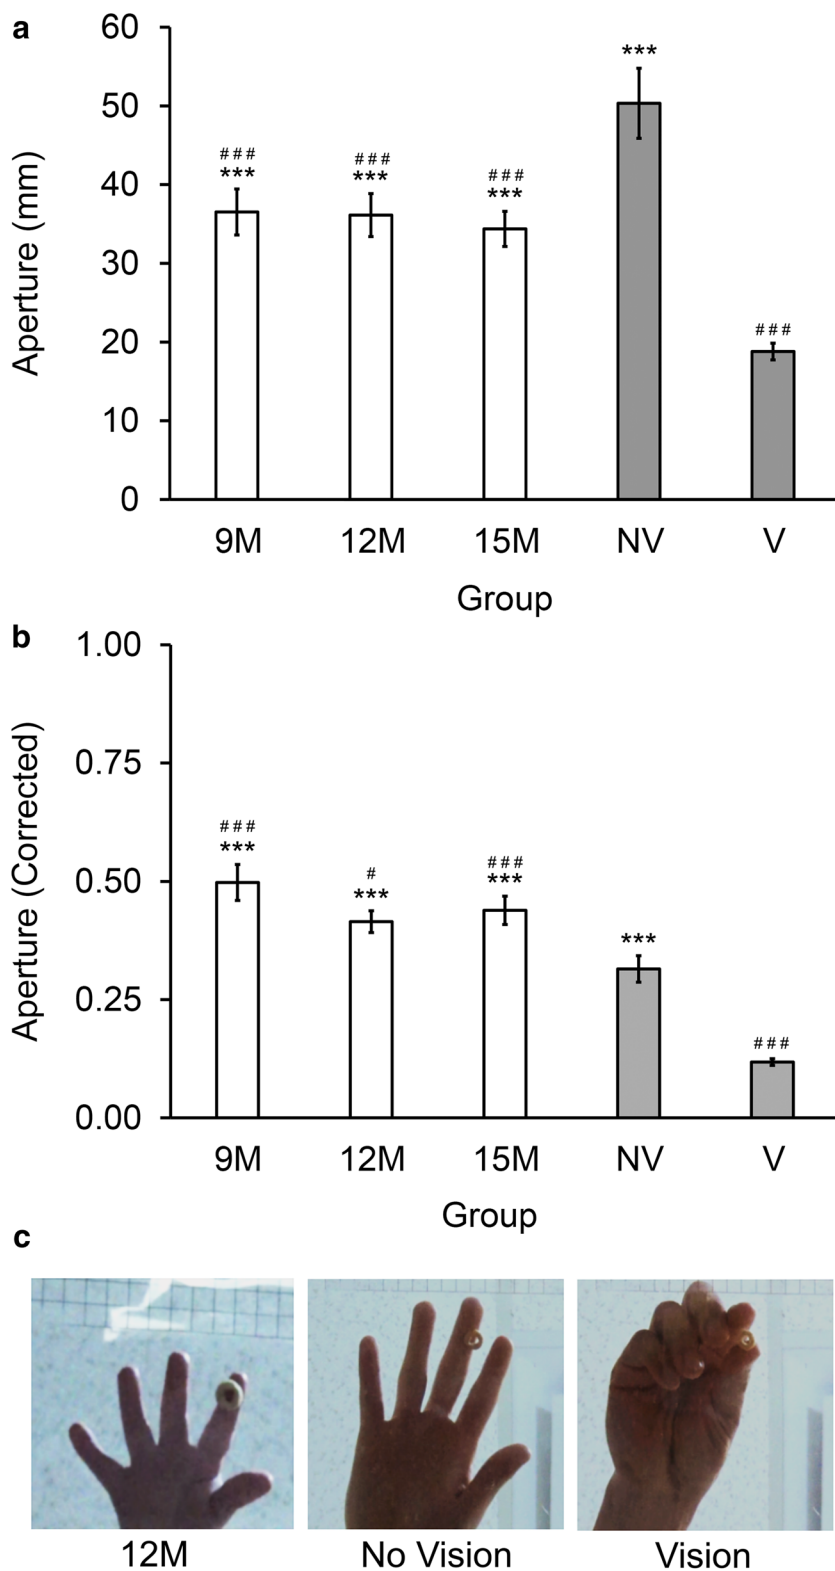 a
Aperture (mm)
60
50
40
30
20
10
0
###
***
###
***
###
***
***
###
9M 12M 15M NV V
Group
b
Aperture (Corrected)
1.00
0.75
0.50
0.25
0.00
###
***
#
***
###
***
***
###
9M 12M 15M NV V
Group
c
12M No Vision Vision